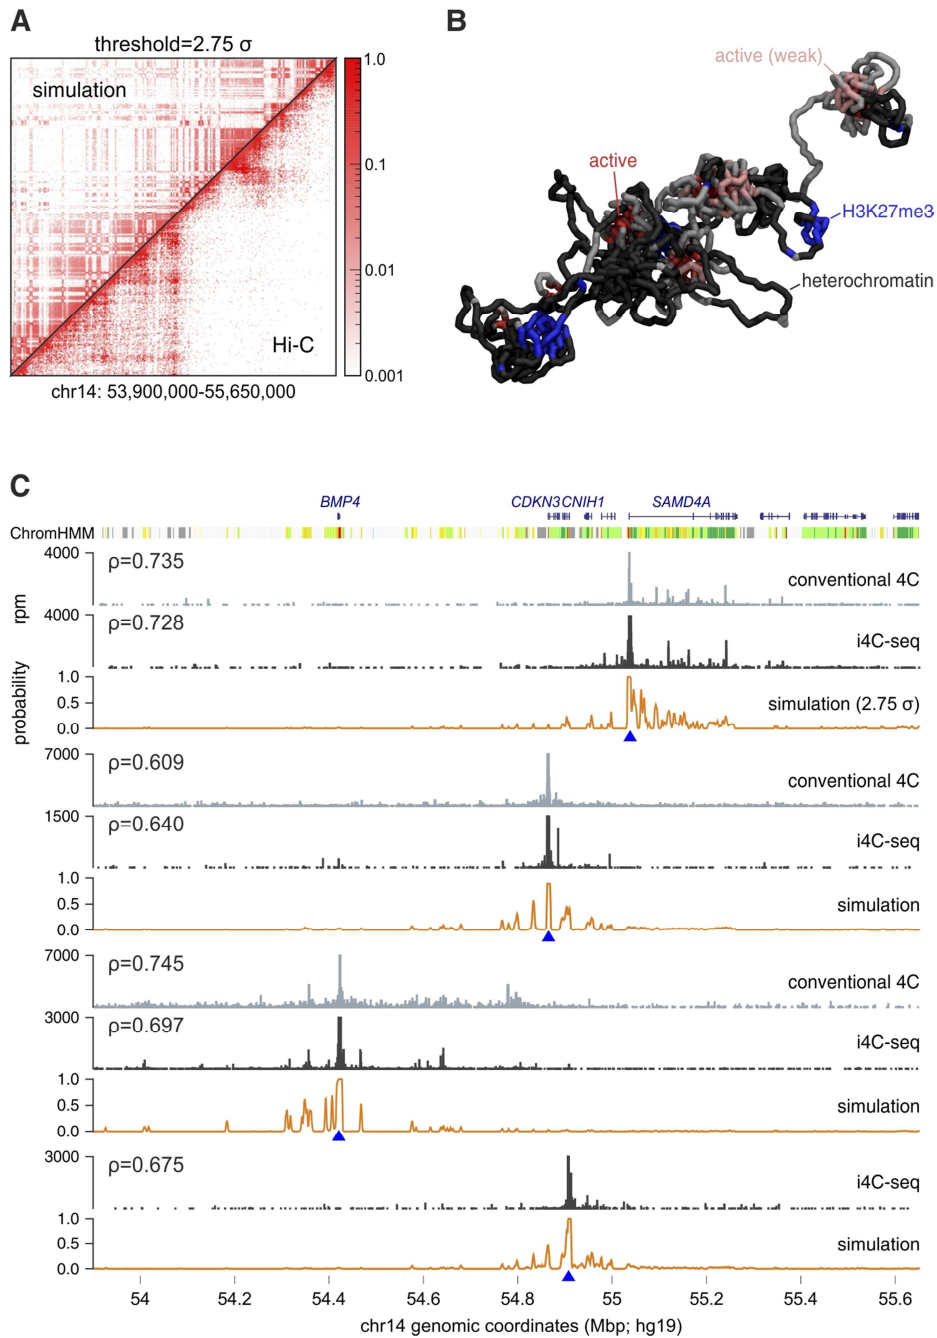 A
threshold=2.75 σ
simulation
Hi-C
1.0
0.1
0.01
0.001
chr14: 53,900,000-55,650,000
B
active (weak)
active
H3K27me3
heterochromatin
C
BMP4 CDKN3 CNIH1 SAMD4A
ChromHMM
4000
rpm
ρ=0.735
conventional 4C
4000
ρ=0.728
i4C-seq
probability
1.0
0.5
0.0
simulation (2.75 σ)
7000
ρ=0.609
conventional 4C
1500
ρ=0.640
i4C-seq
1.0
0.5
0.0
simulation
7000
ρ=0.745
conventional 4C
3000
ρ=0.697
i4C-seq
1.0
0.5
0.0
simulation
3000
ρ=0.675
i4C-seq
1.0
0.5
0.0
simulation
54 54.2 54.4 54.6 54.8 55 55.2 55.4 55.6
chr14 genomic coordinates (Mbp; hg19)